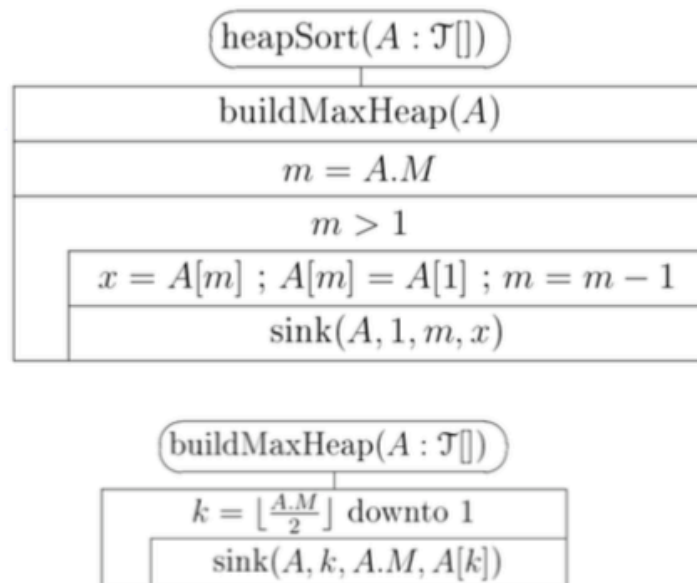 heapSort(A : 𝒯[])
buildMaxHeap(A)
m = A.M
m > 1
x = A[m] ; A[m] = A[1] ; m = m − 1
sink(A, 1, m, x)
buildMaxHeap(A : 𝒯[])
k = ⌊A.M/2⌋ downto 1
sink(A, k, A.M, A[k])